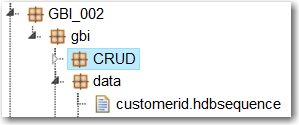 GBI_002
gbi
CRUD
data
customerid.hdbsequence